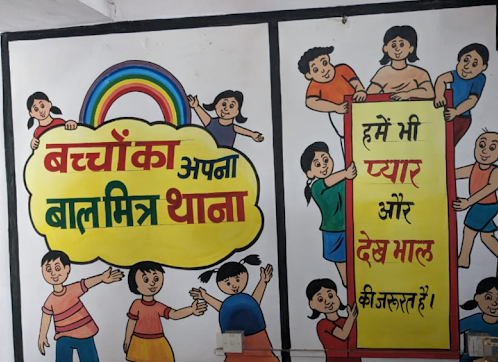 बच्चों का अपना
बाल मित्र थाना
हमें भी
प्यार
और
देख भाल
की जरूरत है।